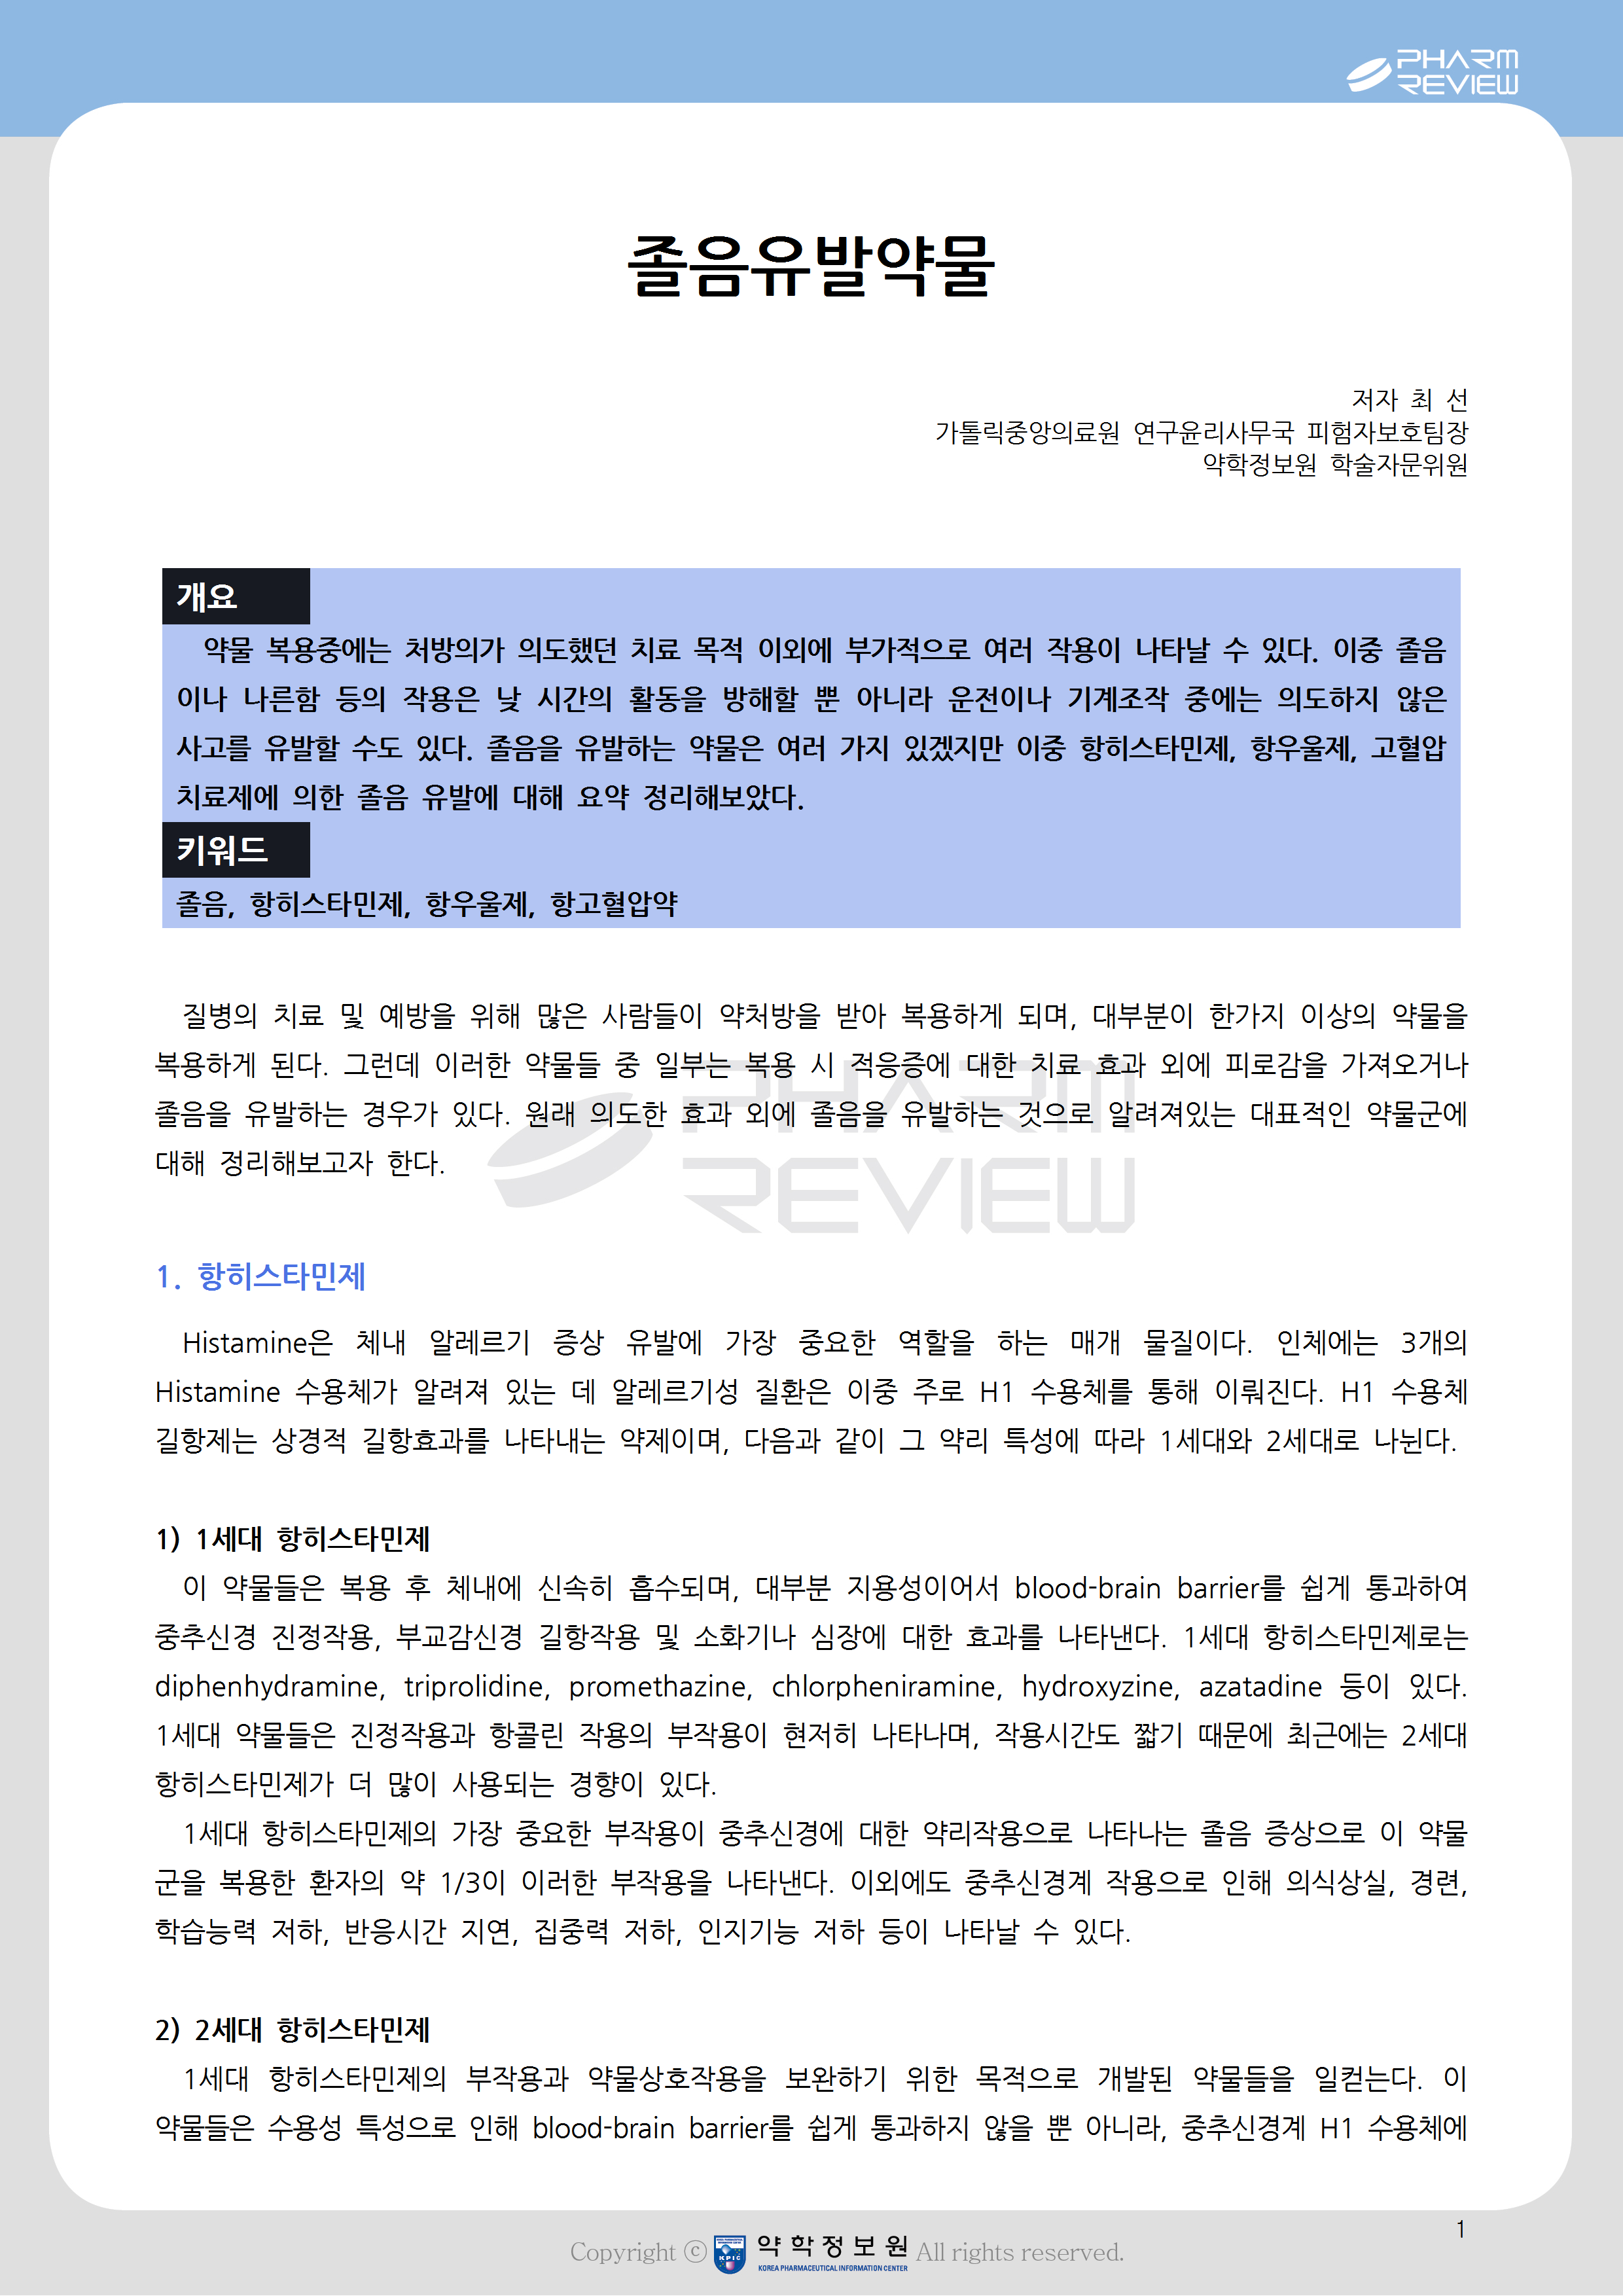 PHARM
REVIEW
졸음유발약물
저자 최 선
가톨릭중앙의료원 연구윤리사무국 피험자보호팀장
약학정보원 학술자문위원
개요
약물 복용중에는 처방의가 의도했던 치료 목적 이외에 부가적으로 여러 작용이 나타날 수 있다. 이중 졸음
이나 나른함 등의 작용은 낮 시간의 활동을 방해할 뿐 아니라 운전이나 기계조작 중에는 의도하지 않은
사고를 유발할 수도 있다. 졸음을 유발하는 약물은 여러 가지 있겠지만 이중 항히스타민제, 항우울제, 고혈압
치료제에 의한 졸음 유발에 대해 요약 정리해보았다.
키워드
졸음, 항히스타민제, 항우울제, 항고혈압약
질병의 치료 및 예방을 위해 많은 사람들이 약처방을 받아 복용하게 되며, 대부분이 한가지 이상의 약물을
복용하게 된다. 그런데 이러한 약물들 중 일부는 복용 시 적응증에 대한 치료 효과 외에 피로감을 가져오거나
졸음을 유발하는 경우가 있다. 원래 의도한 효과 외에 졸음을 유발하는 것으로 알려져있는 대표적인 약물군에
대해 정리해보고자 한다.
PHARM
REVIEW
1. 항히스타민제
Histamine은 체내 알레르기 증상 유발에 가장 중요한 역할을 하는 매개 물질이다. 인체에는 3개의
Histamine 수용체가 알려져 있는 데 알레르기성 질환은 이중 주로 H1 수용체를 통해 이뤄진다. H1 수용체
길항제는 상경적 길항효과를 나타내는 약제이며, 다음과 같이 그 약리 특성에 따라 1세대와 2세대로 나뉜다.
1) 1세대 항히스타민제
이 약물들은 복용 후 체내에 신속히 흡수되며, 대부분 지용성이어서 blood-brain barrier를 쉽게 통과하여
중추신경 진정작용, 부교감신경 길항작용 및 소화기나 심장에 대한 효과를 나타낸다. 1세대 항히스타민제로는
diphenhydramine, triprolidine, promethazine, chlorpheniramine, hydroxyzine, azatadine 등이 있다.
1세대 약물들은 진정작용과 항콜린 작용의 부작용이 현저히 나타나며, 작용시간도 짧기 때문에 최근에는 2세대
항히스타민제가 더 많이 사용되는 경향이 있다.
1세대 항히스타민제의 가장 중요한 부작용이 중추신경에 대한 약리작용으로 나타나는 졸음 증상으로 이 약물
군을 복용한 환자의 약 1/3이 이러한 부작용을 나타낸다. 이외에도 중추신경계 작용으로 인해 의식상실, 경련,
학습능력 저하, 반응시간 지연, 집중력 저하, 인지기능 저하 등이 나타날 수 있다.
2) 2세대 항히스타민제
1세대 항히스타민제의 부작용과 약물상호작용을 보완하기 위한 목적으로 개발된 약물들을 일컫는다. 이
약물들은 수용성 특성으로 인해 blood-brain barrier를 쉽게 통과하지 않을 뿐 아니라, 중추신경계 H1 수용체에
1
Copyright ⓒ KPIC 약학정보원 All rights reserved.
KOREA PHARMACEUTICAL INFORMATION CENTER